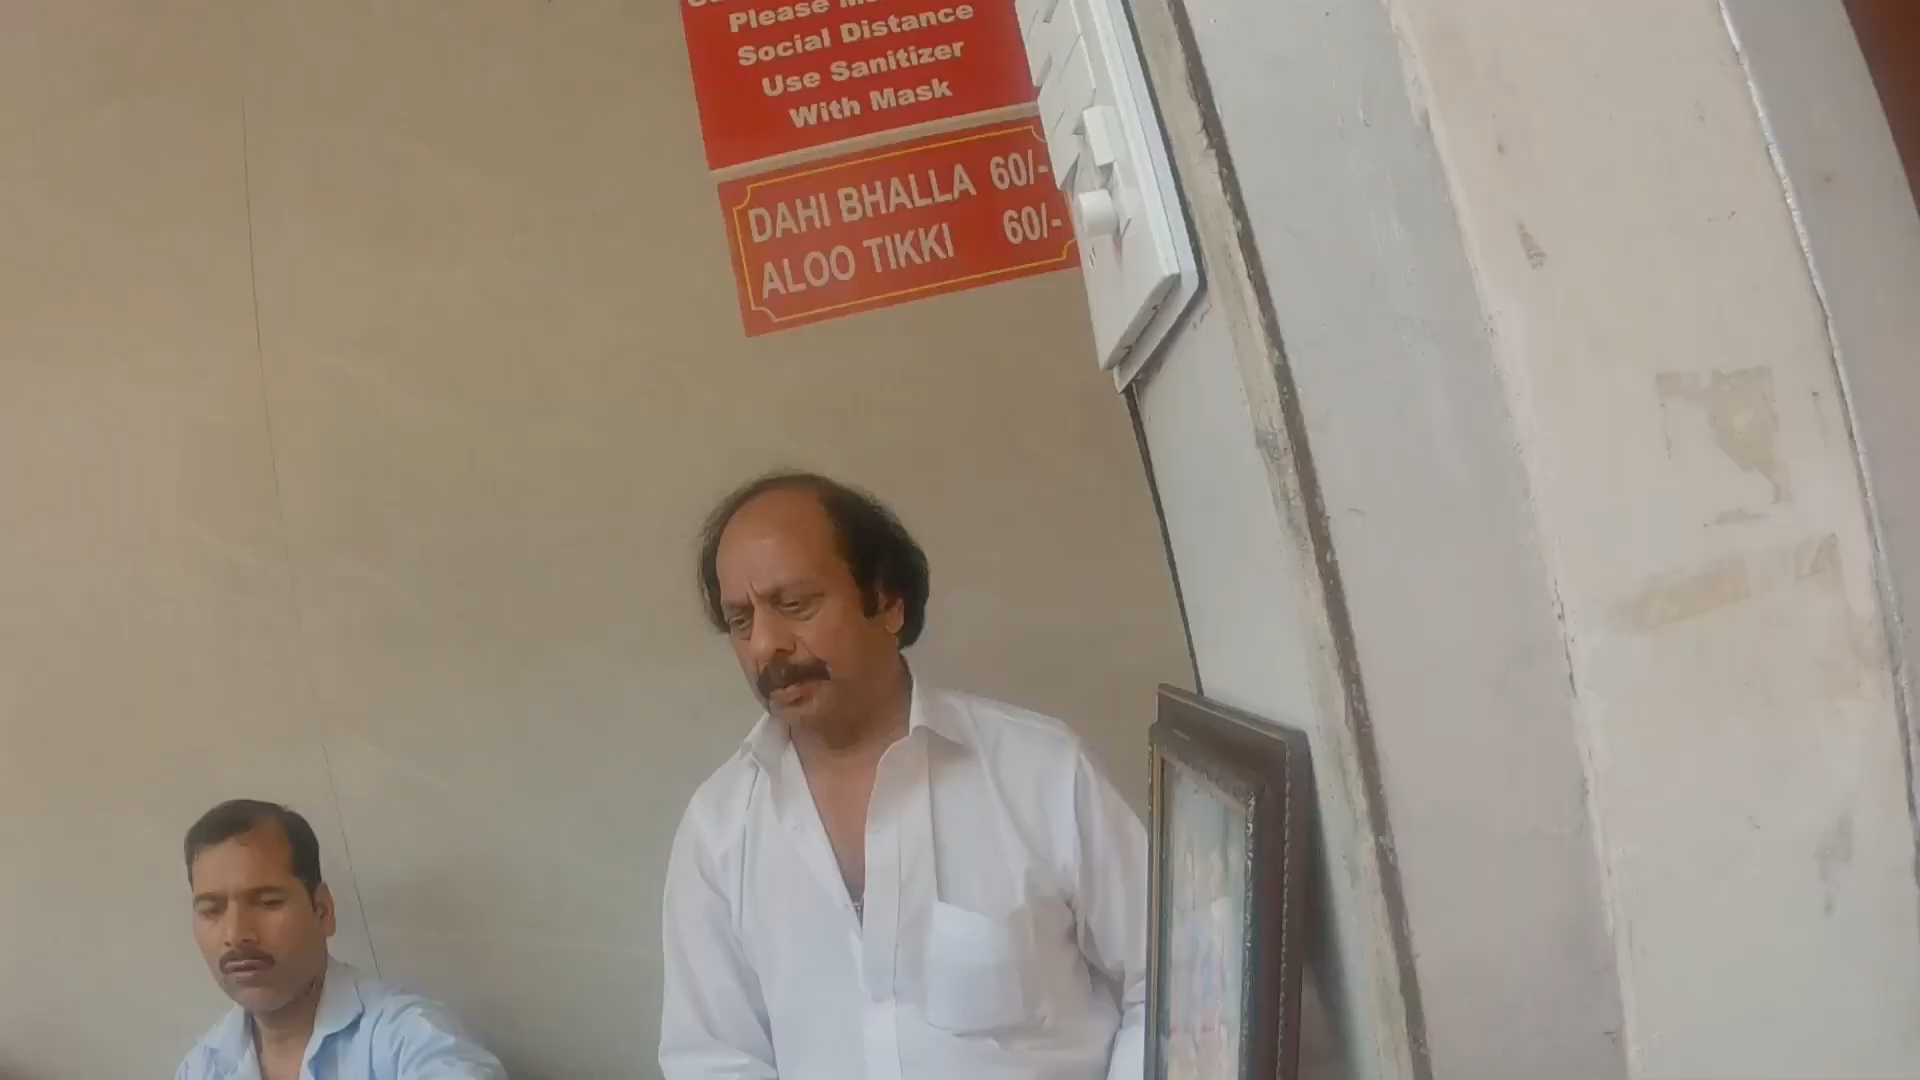 Please
Social Distance
Use Sanitizer
With Mask
DAHI BHALLA 60/-
ALOO TIKKI 60/-